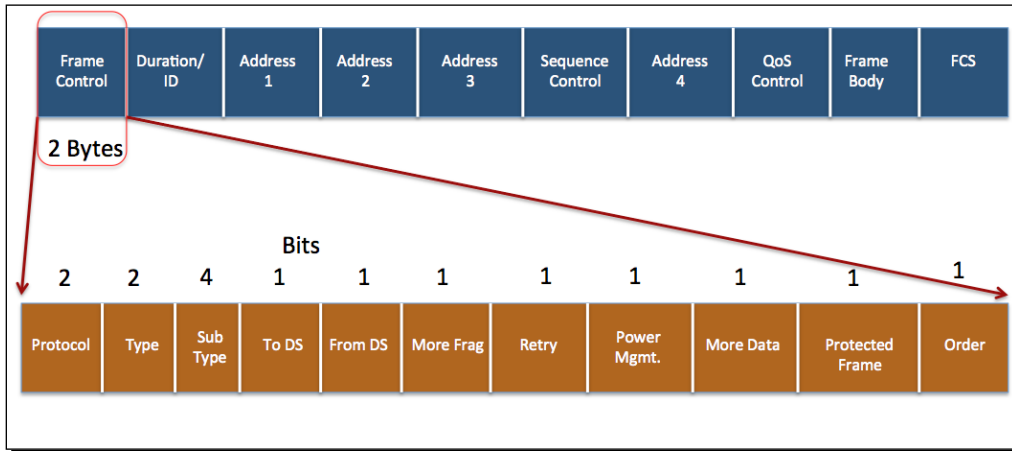 Frame Control
Duration/ ID
Address 1
Address 2
Address 3
Sequence Control
Address 4
QoS Control
Frame Body
FCS
2 Bytes
Bits
2 2 4 1 1 1 1 1 1 1 1
Protocol
Type
Sub Type
To DS
From DS
More Frag
Retry
Power Mgmt.
More Data
Protected Frame
Order